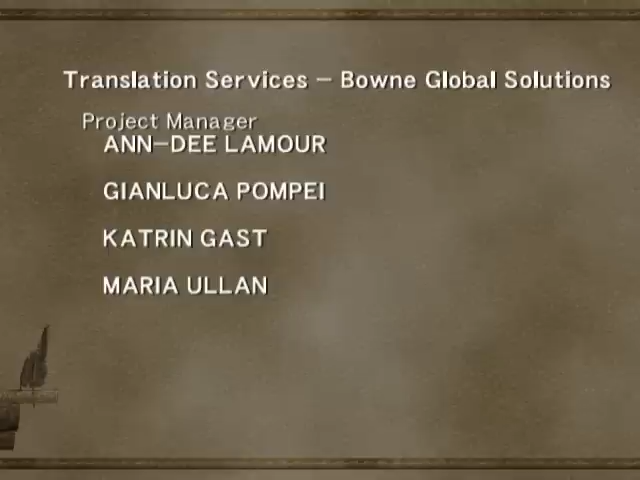 Translation Services – Bowne Global Solutions
Project Manager
ANN–DEE LAMOUR
GIANLUCA POMPEI
KATRIN GAST
MARIA ULLAN